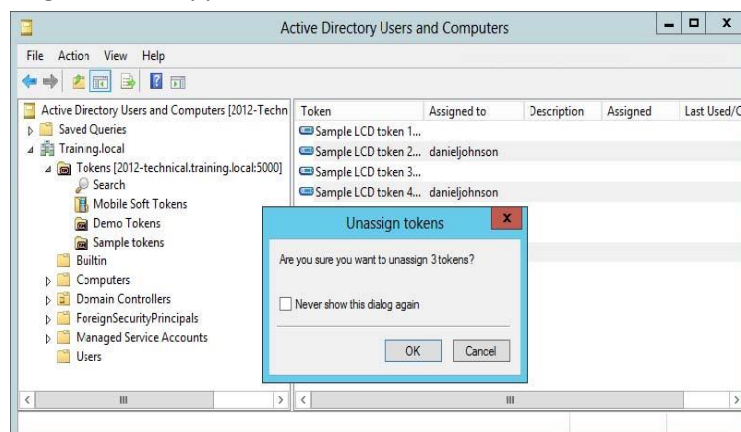 Active Directory Users and Computers
File Action View Help
Active Directory Users and Computers [2012-Techn
Saved Queries
Training.local
Tokens [2012-technical.training.local:5000]
Search
Mobile Soft Tokens
Demo Tokens
Sample tokens
Builtin
Computers
Domain Controllers
ForeignSecurityPrincipals
Managed Service Accounts
Users
Token Assigned to Description Assigned Last Used/C
Sample LCD token 1...
Sample LCD token 2... danieljohnson
Sample LCD token 3...
Sample LCD token 4... danieljohnson
Unassign tokens
X
Are you sure you want to unassign 3 tokens?
Never show this dialog again
OK Cancel